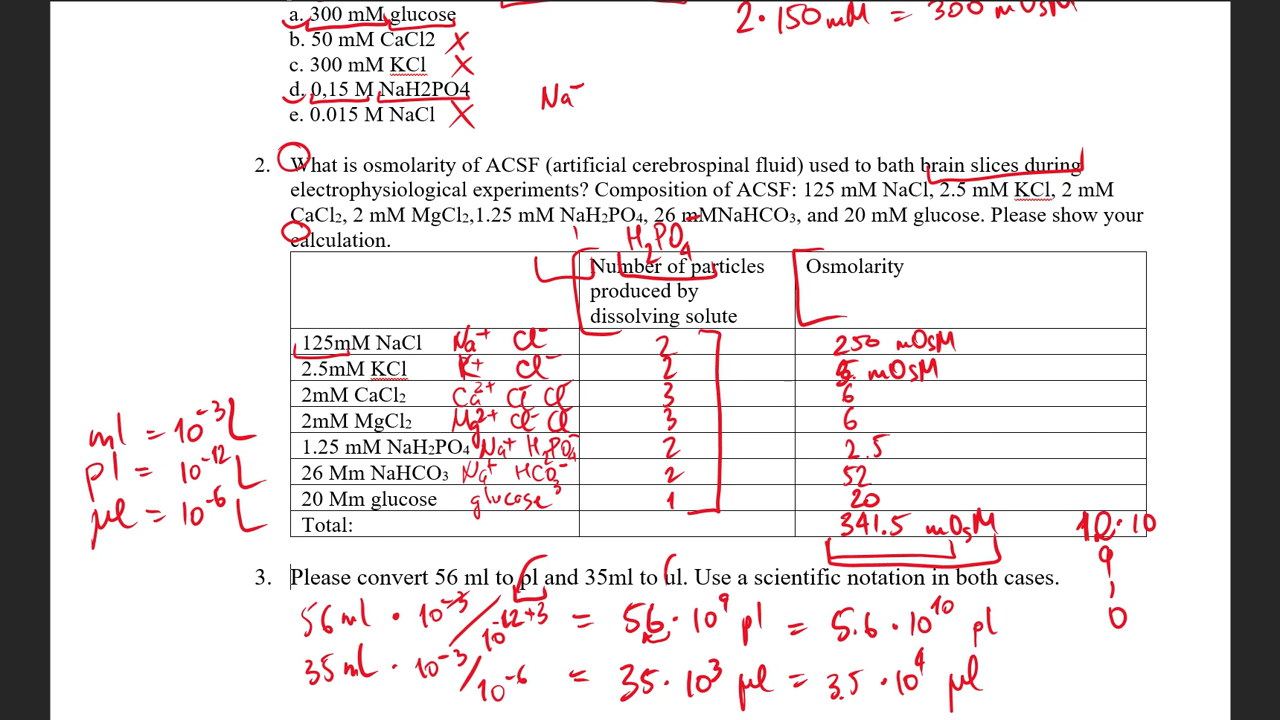 a. 300 mM glucose
2 · 150 mM = 300 mOsM
b. 50 mM CaCl2 X
c. 300 mM KCl X
d. 0,15 M NaH2PO4
Na⁻
e. 0.015 M NaCl X
2. What is osmolarity of ACSF (artificial cerebrospinal fluid) used to bath brain slices during
electrophysiological experiments? Composition of ACSF: 125 mM NaCl, 2.5 mM KCl, 2 mM
CaCl₂, 2 mM MgCl₂,1.25 mM NaH₂PO₄, 26 mMNaHCO₃, and 20 mM glucose. Please show your
calculation.
H₂PO₄
Number of particles Osmolarity
produced by
dissolving solute
125mM NaCl Na⁺ Cl⁻ 2 250 mOsM
2.5mM KCl K⁺ Cl⁻ 2 5 mOsM
2mM CaCl₂ Ca²⁺ Cl⁻ Cl⁻ 3 6
2mM MgCl₂ Mg²⁺ Cl⁻ Cl⁻ 3 6
1.25 mM NaH₂PO₄ Na⁺ H₂PO₄⁻ 2 2.5
26 Mm NaHCO₃ Na⁺ HCO₃⁻ 2 52
20 Mm glucose glucose 1 20
Total: 341.5 mOsM
ml = 10⁻³ L
pl = 10⁻¹² L
µl = 10⁻⁶ L
10 · 10
9
1
0
3. Please convert 56 ml to pl and 35ml to ul. Use a scientific notation in both cases.
56 ml · 10⁻³ / 10⁻¹²⁺³ = 56 · 10⁹ pl = 5.6 · 10¹⁰ pl
35 ml · 10⁻³ / 10⁻⁶ = 35 · 10³ µl = 3.5 · 10⁴ µl